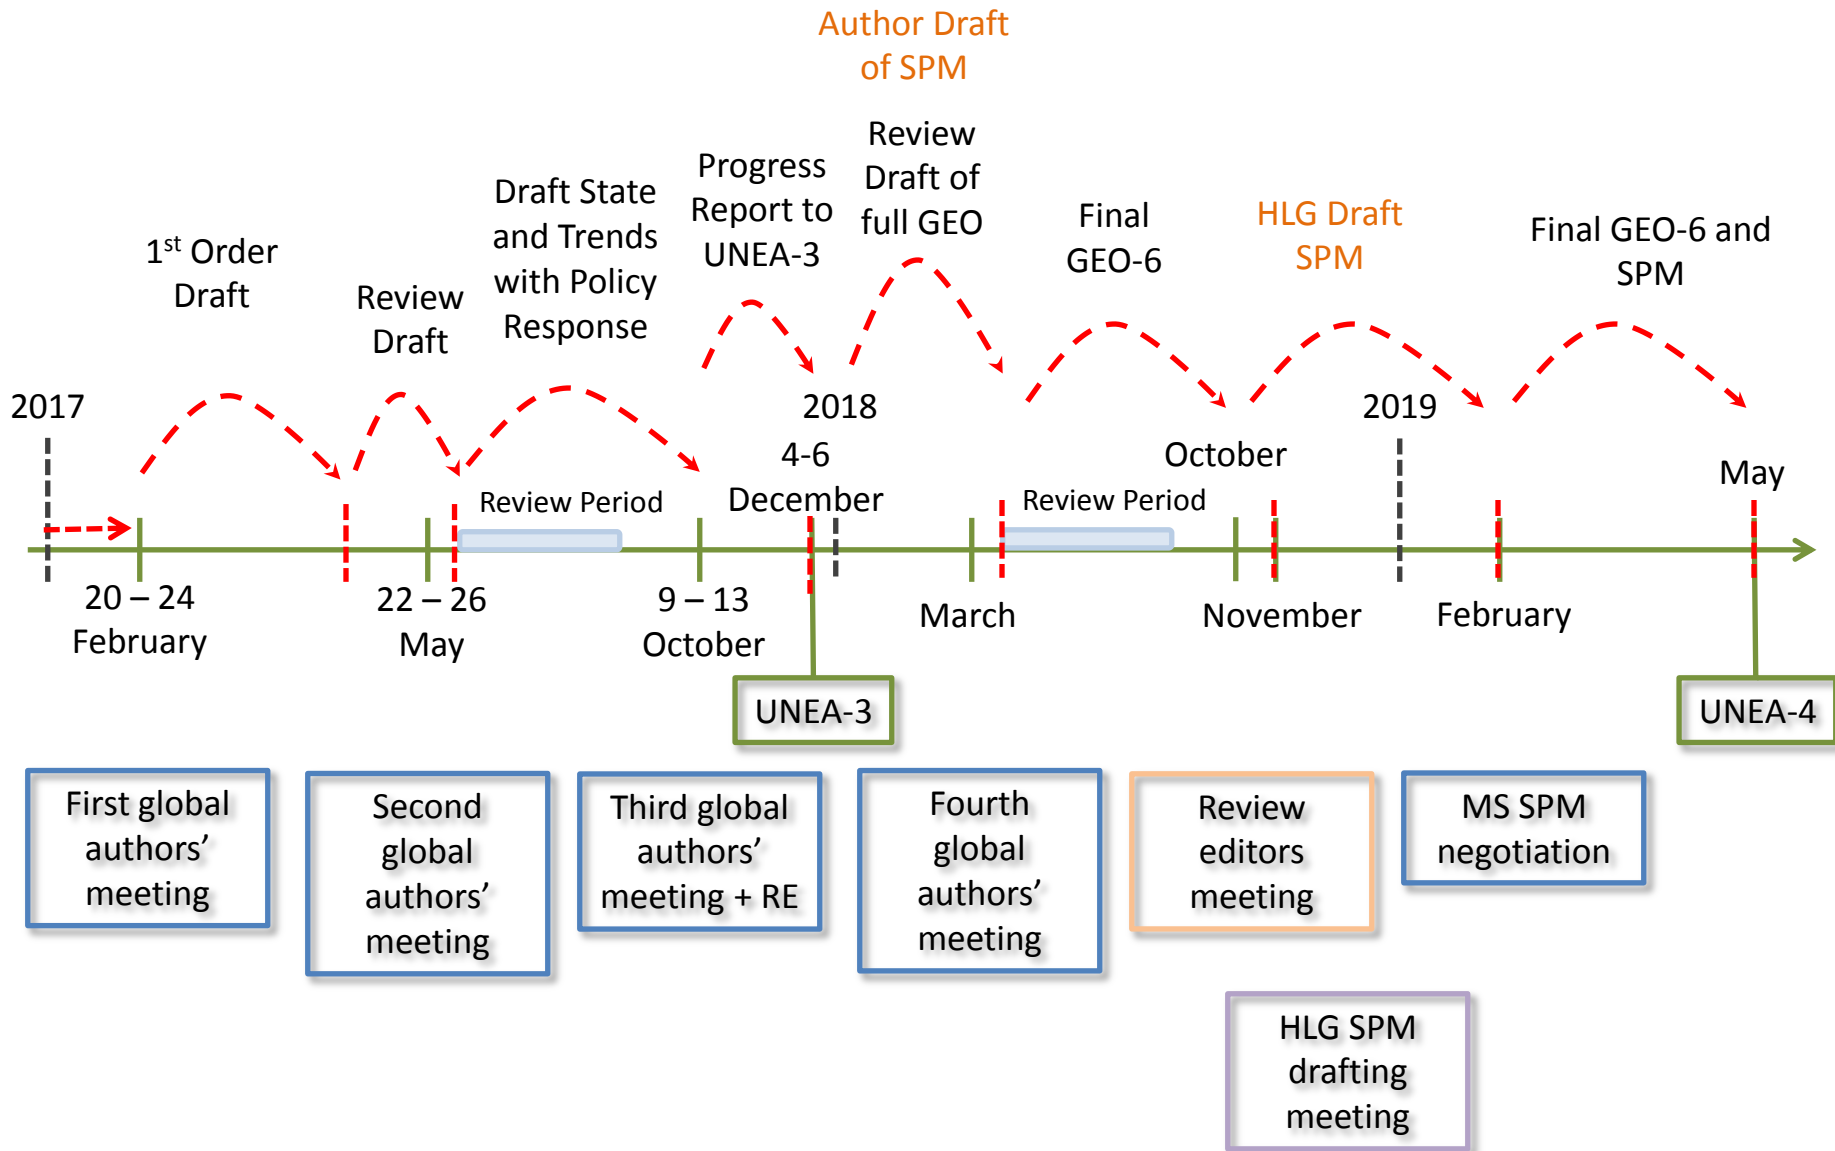 Author Draft
of SPM
1st Order
Draft
Review
Draft
Draft State
and Trends
with Policy
Response
Progress
Report to
UNEA-3
Review
Draft of
full GEO
Final
GEO-6
HLG Draft
SPM
Final GEO-6 and
SPM
2017
2018
2019
4-6
December
October
May
Review Period
Review Period
20 – 24
February
22 – 26
May
9 – 13
October
March
November
February
UNEA-3
UNEA-4
First global
authors’
meeting
Second
global
authors’
meeting
Third global
authors’
meeting + RE
Fourth
global
authors’
meeting
Review
editors
meeting
MS SPM
negotiation
HLG SPM
drafting
meeting